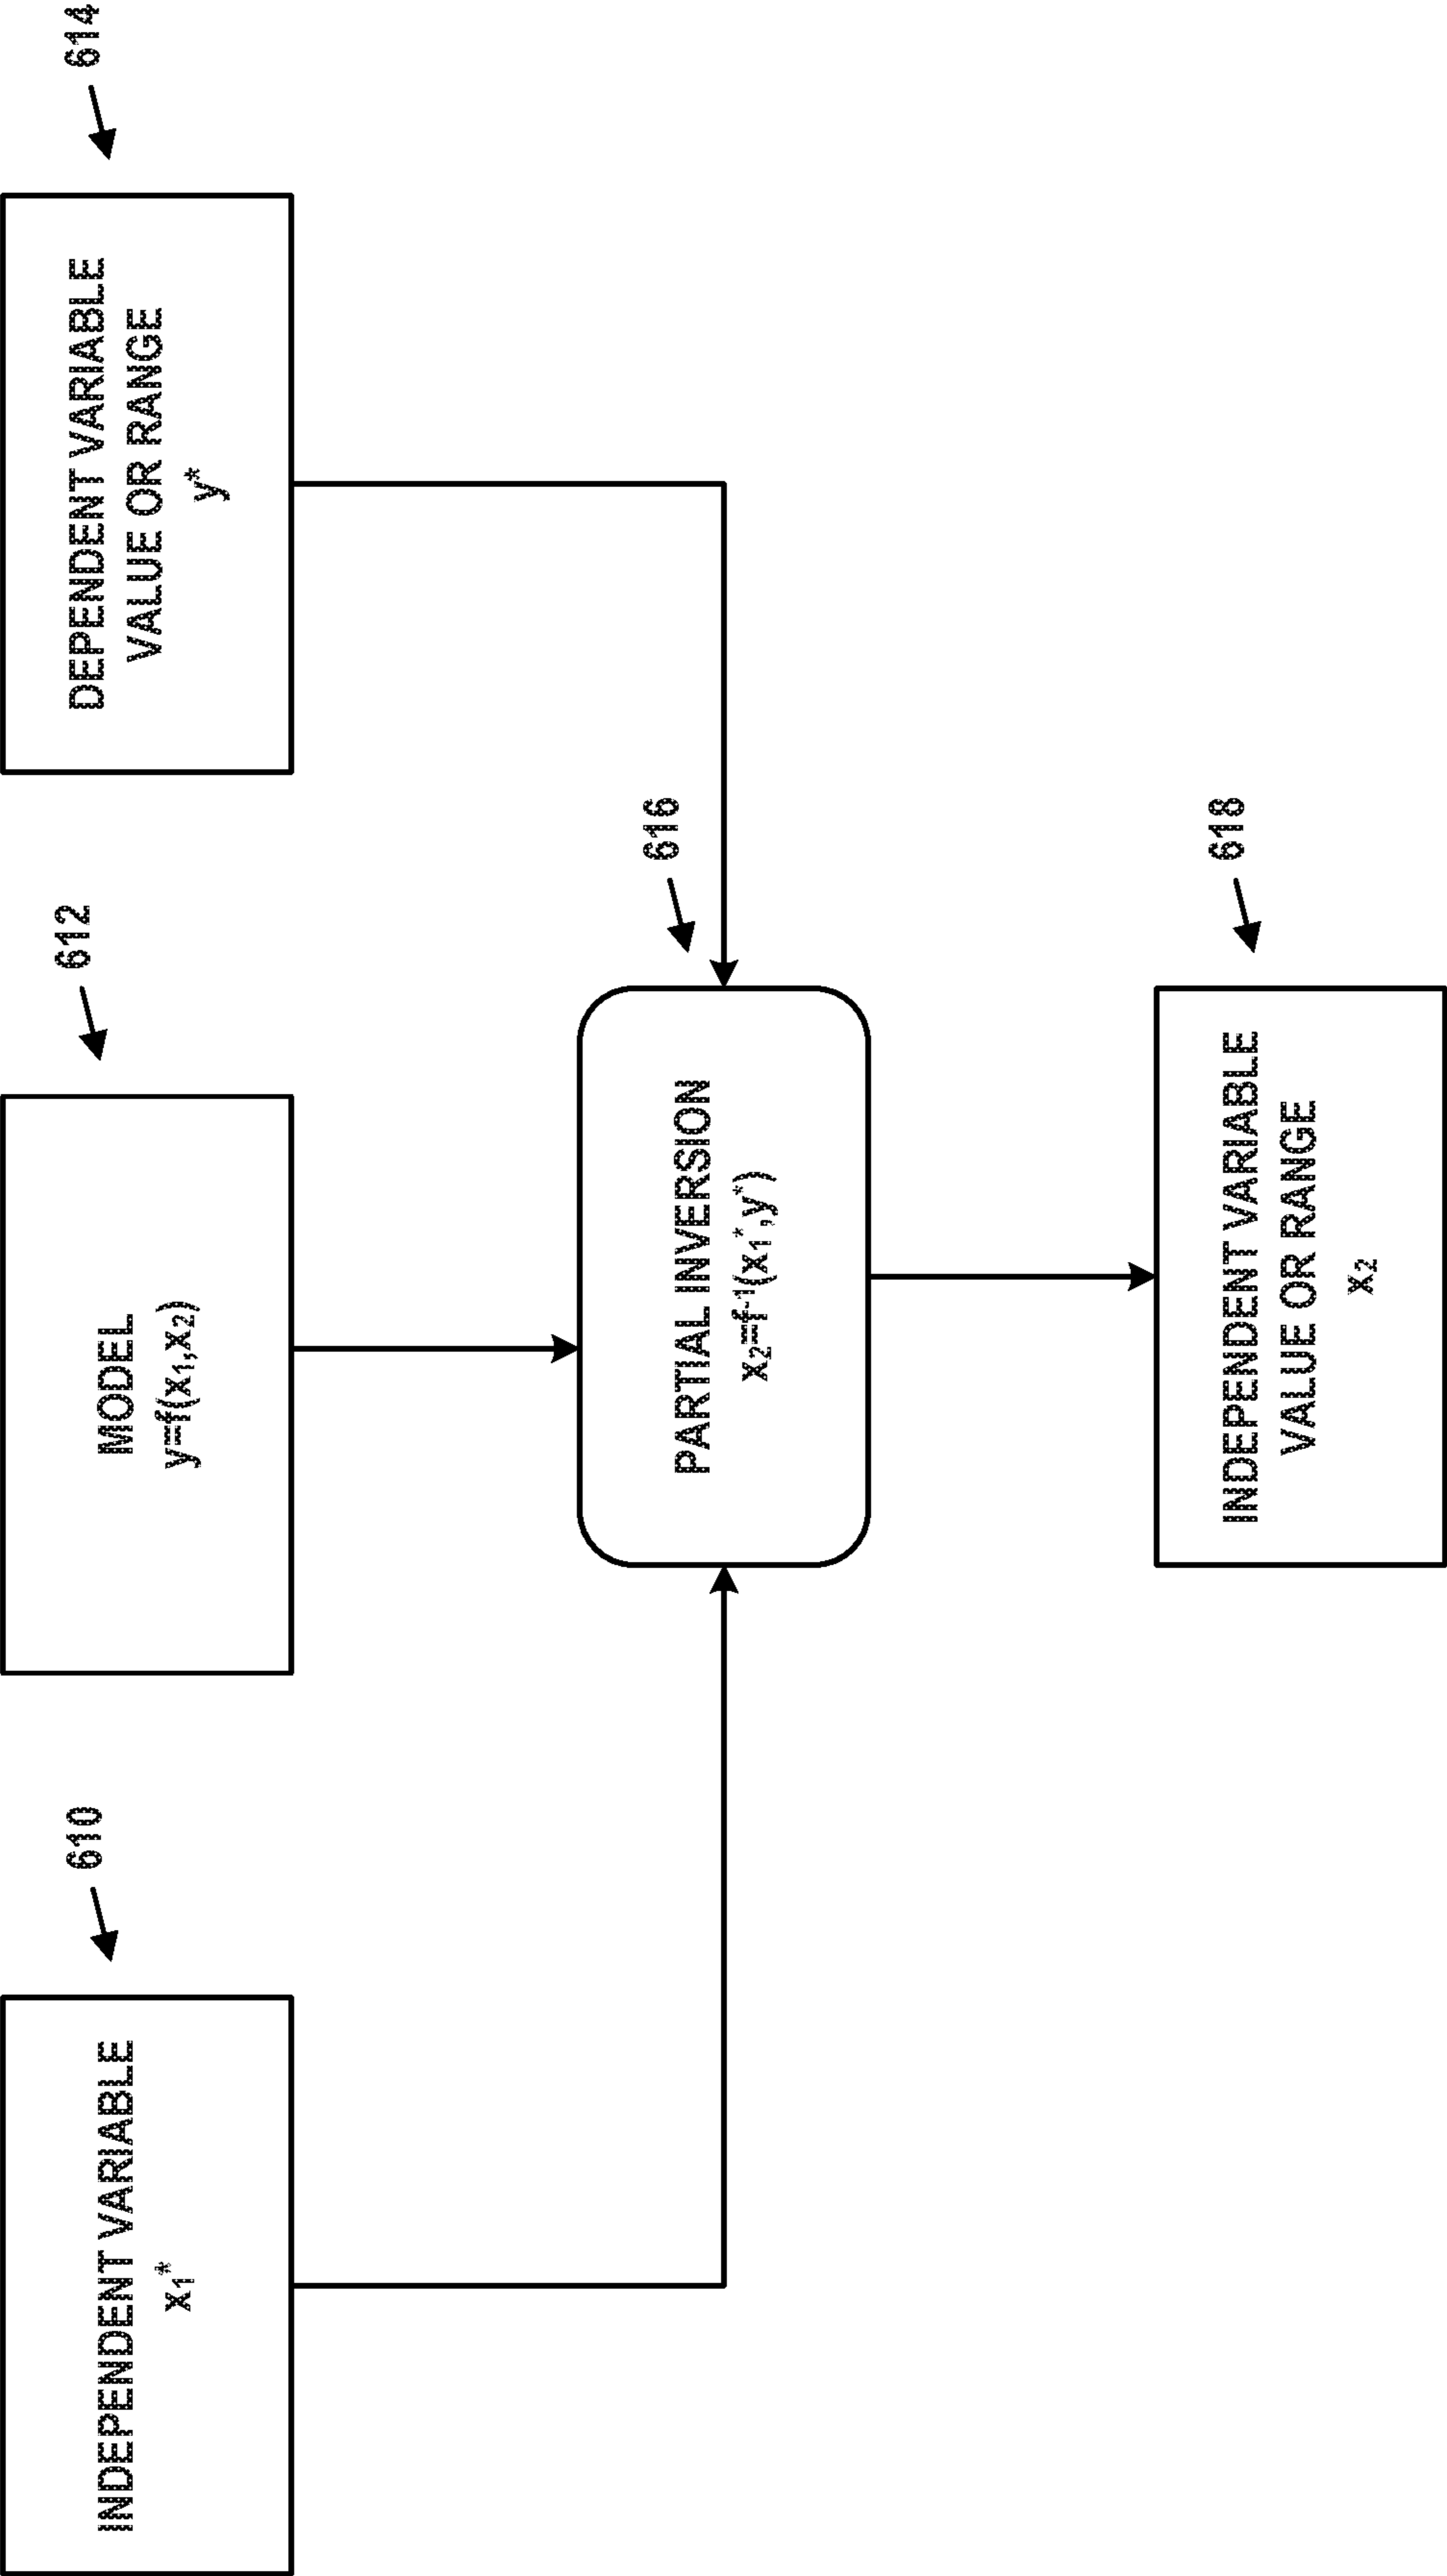 610
INDEPENDENT VARIABLE
x₁*
612
MODEL
y=f(x₁,x₂)
614
DEPENDENT VARIABLE
VALUE OR RANGE
y*
616
PARTIAL INVERSION
x₂=f⁻¹(x₁*,y*)
618
INDEPENDENT VARIABLE
VALUE OR RANGE
x₂